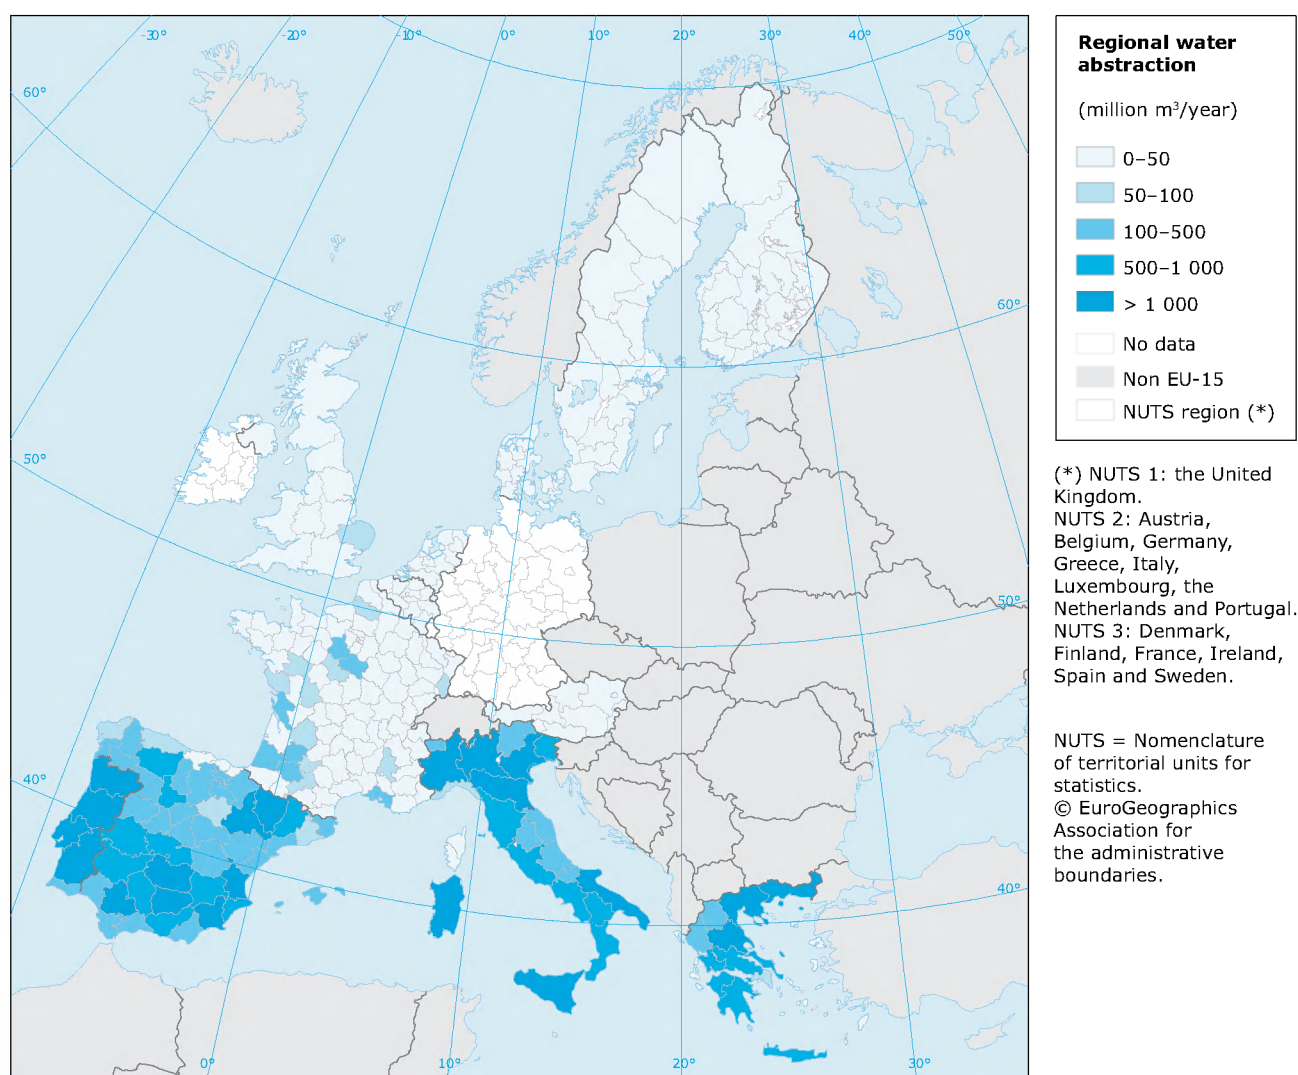 -30°
-20°
-10°
0°
10°
20°
30°
40°
50°
60°
60°
50°
50°
40°
40°
0°
10°
20°
30°
Regional water
abstraction
(million m³/year)
0–50
50–100
100–500
500–1 000
> 1 000
No data
Non EU-15
NUTS region (*)
(*) NUTS 1: the United
Kingdom.
NUTS 2: Austria,
Belgium, Germany,
Greece, Italy,
Luxembourg, the
Netherlands and Portugal.
NUTS 3: Denmark,
Finland, France, Ireland,
Spain and Sweden.
NUTS = Nomenclature
of territorial units for
statistics.
© EuroGeographics
Association for
the administrative
boundaries.